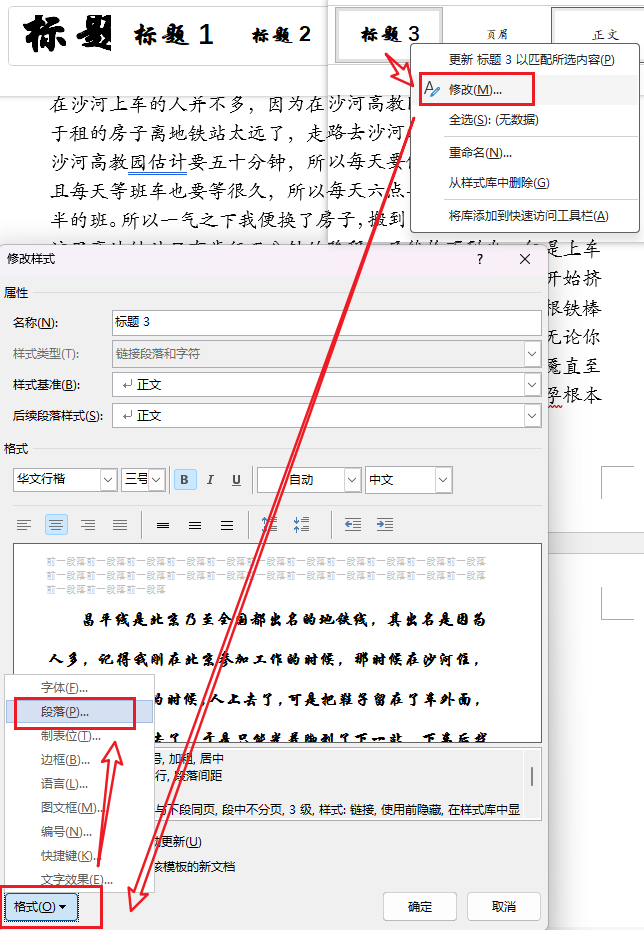 标题
标题 1
标题 2
标题 3
页眉
正文
更新 标题 3 以匹配所选内容(P)
修改(M)...
全选(S): (无数据)
重命名(N)...
从样式库中删除(G)
将库添加到快速访问工具栏(A)
在沙河上车的人并不多，因为在沙河高教
于租的房子离地铁站太远了，走路去沙河
沙河高教园估计要五十分钟，所以每天要
且每天等班车也要等很久，所以每天六点
半的班。所以一气之下我便换了房子,搬到
是上车
开始挤
根铁棒
无论你
魇直至
孕根本
修改样式
?
属性
名称(N):
标题 3
样式类型(T):
链接段落和字符
样式基准(B):
正文
后续段落样式(S):
正文
格式
华文行楷
三号
B
I
U
自动
中文
前一段落前一段落前一段落前一段落前一段落前一段落前一段落前一段落前一段落前一段落前一段落
前一段落前一段落前一段落前一段落前一段落前一段落前一段落前一段落前一段落前一段落前一段落
前一段落前一段落前一段落
昌平线是北京乃至全国都出名的地铁线，其出名是因为
人多，记得我刚在北京参加工作的时候，那时候在沙河住，
的时候,人上去了,可是把鞋子留在了车外面，
去了，于是只能光着脚到了下一站，下车后找
号, 加粗, 居中
行, 段落间距
与下段同页, 段中不分页, 3 级, 样式: 链接, 使用前隐藏, 在样式库中显
动更新(U)
该模板的新文档
字体(F)...
段落(P)...
制表位(T)...
边框(B)...
语言(L)...
图文框(M)...
编号(N)...
快捷键(K)...
文字效果(E)...
格式(O)
确定
取消